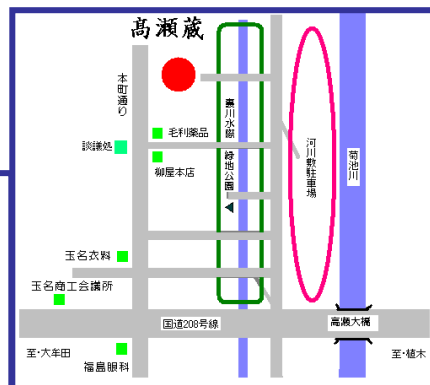 高瀬蔵
本町通り
毛利薬品
談議処
柳屋本店
裏川水際緑地公園
河川敷駐車場
菊池川
玉名衣料
玉名商工会議所
国道208号線
高瀬大橋
至・大牟田
至・植木
福島眼科